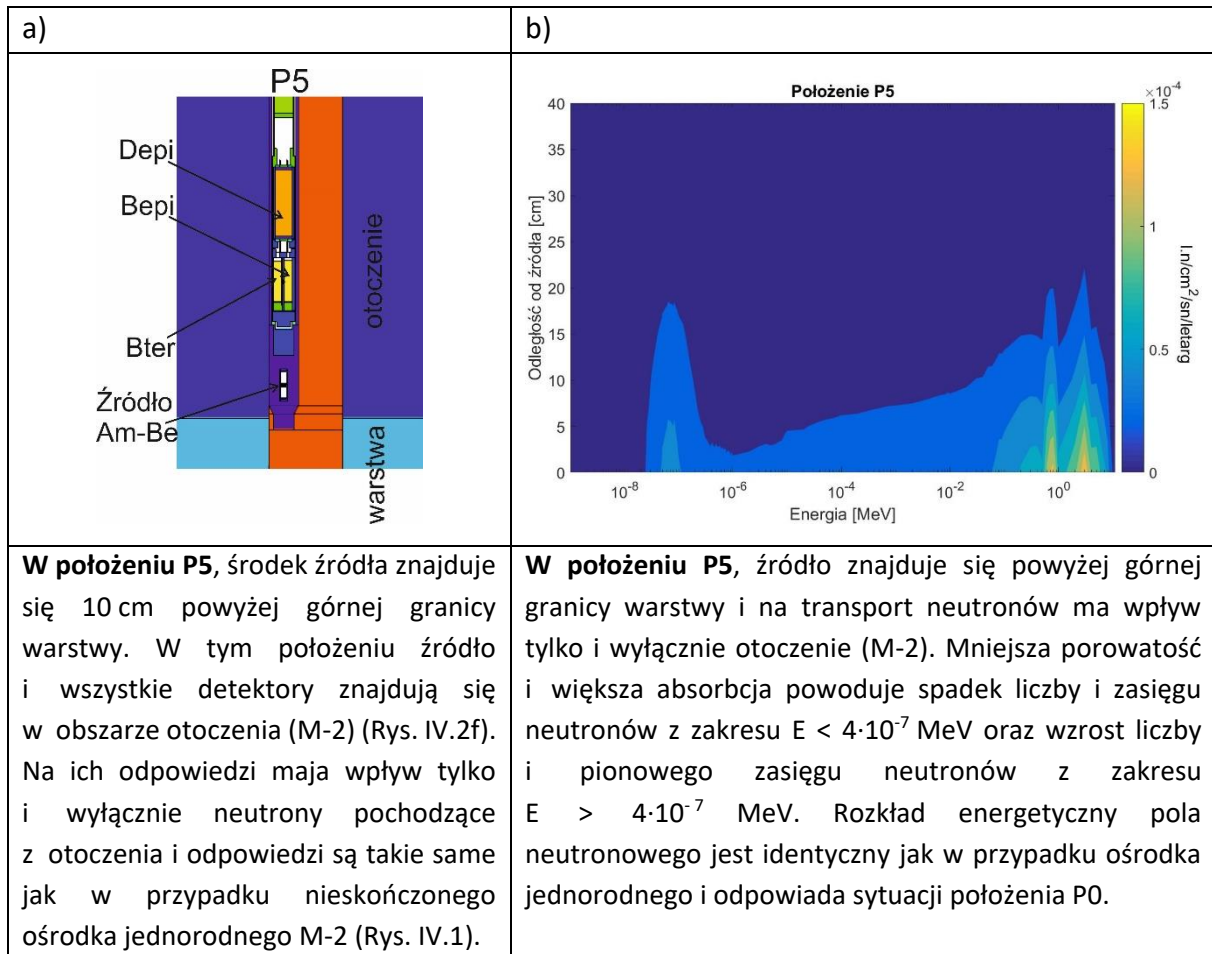 a)
b)
P5
Depi
Bepi
Bter
Źródło
Am-Be
otoczenie
warstwa
Położenie P5
×10⁻⁴
40
35
30
25
20
15
10
5
0
Odległość od źródła [cm]
10⁻⁸
10⁻⁶
10⁻⁴
10⁻²
10⁰
Energia [MeV]
1.5
1
0.5
0
l.n/cm²/sn/letarg
W położeniu P5, środek źródła znajduje
się 10 cm powyżej górnej granicy
warstwy. W tym położeniu źródło
i wszystkie detektory znajdują się
w obszarze otoczenia (M-2) (Rys. IV.2f).
Na ich odpowiedzi maja wpływ tylko
i wyłącznie neutrony pochodzące
z otoczenia i odpowiedzi są takie same
jak w przypadku nieskończonego
ośrodka jednorodnego M-2 (Rys. IV.1).
W położeniu P5, źródło znajduje się powyżej górnej
granicy warstwy i na transport neutronów ma wpływ
tylko i wyłącznie otoczenie (M-2). Mniejsza porowatość
i większa absorbcja powoduje spadek liczby i zasięgu
neutronów z zakresu E < 4·10⁻⁷ MeV oraz wzrost liczby
i pionowego zasięgu neutronów z zakresu
E > 4·10⁻⁷ MeV. Rozkład energetyczny pola
neutronowego jest identyczny jak w przypadku ośrodka
jednorodnego i odpowiada sytuacji położenia P0.